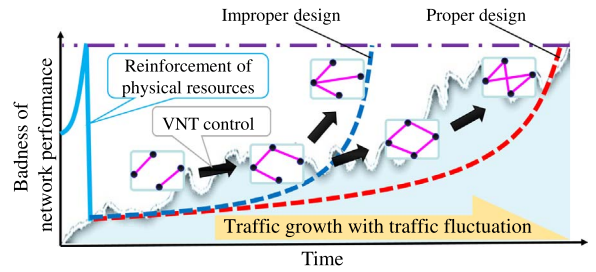 Improper design
Proper design
Reinforcement of
physical resources
VNT control
Badness of
network performance
Traffic growth with traffic fluctuation
Time